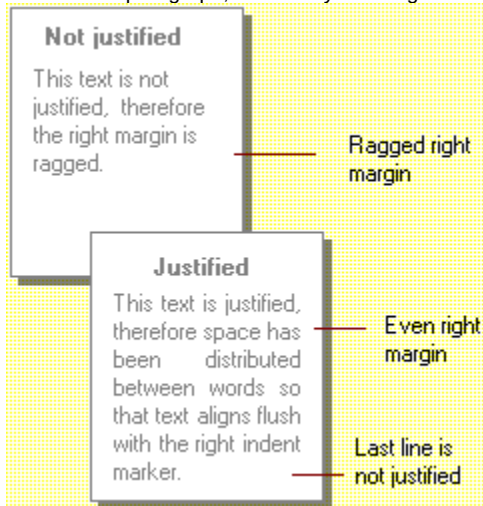 paragraph,
Not justified
This text is not
justified, therefore
the right margin is
ragged.
Ragged right
margin
Justified
This text is justified,
therefore space has
been distributed
between words so
that text aligns flush
with the right indent
marker.
Even right
margin
Last line is
not justified